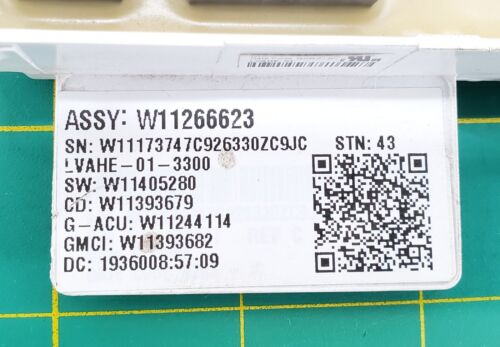 ASSY: W11266623
SN: W11173747C926330ZC9JC STN: 43
LVAHE-01-3300
SW: W11405280
CD: W11393679
G-ACU: W11244114
GMCI: W11393682
DC: 1936008:57:09